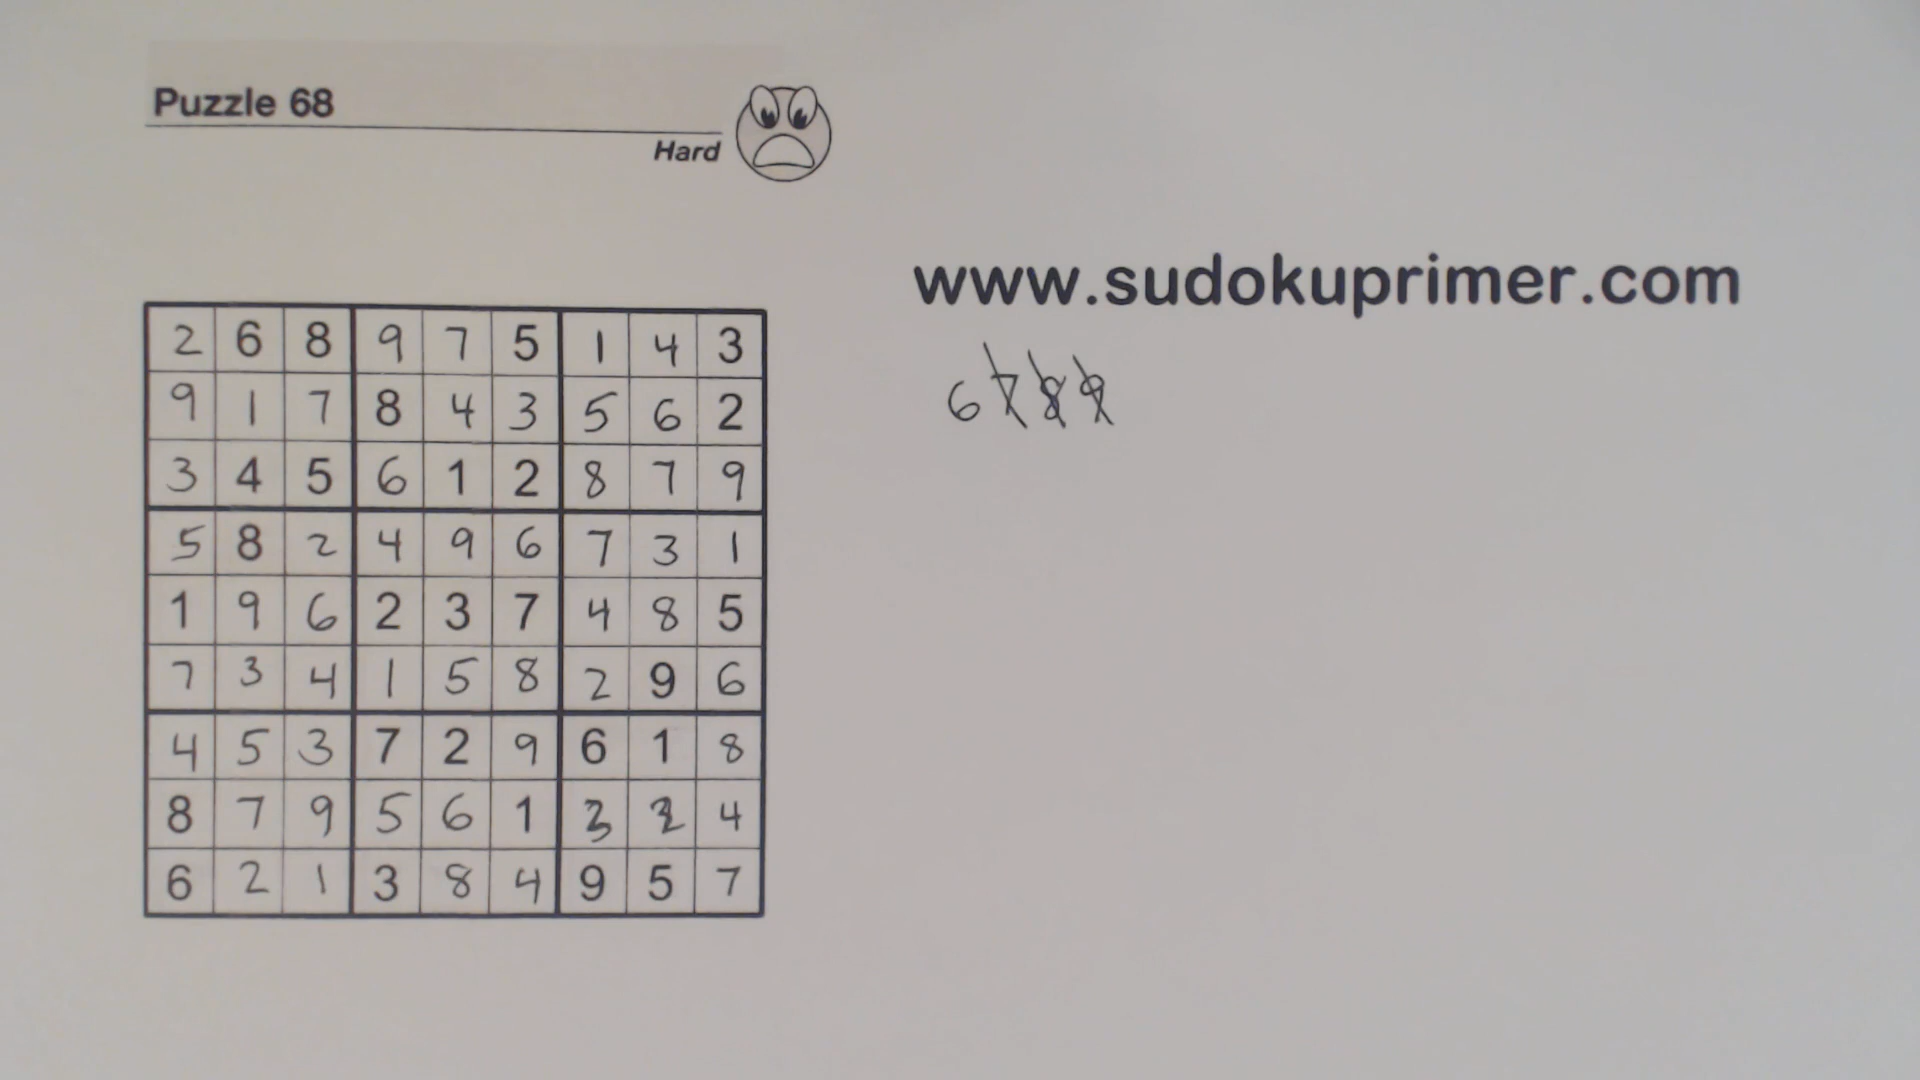 Puzzle 68
Hard
www.sudokuprimer.com
6 7 8 9
2 6 8 9 7 5 1 4 3
9 1 7 8 4 3 5 6 2
3 4 5 6 1 2 8 7 9
5 8 2 4 9 6 7 3 1
1 9 6 2 3 7 4 8 5
7 3 4 1 5 8 2 9 6
4 5 3 7 2 9 6 1 8
8 7 9 5 6 1 3 2 4
6 2 1 3 8 4 9 5 7